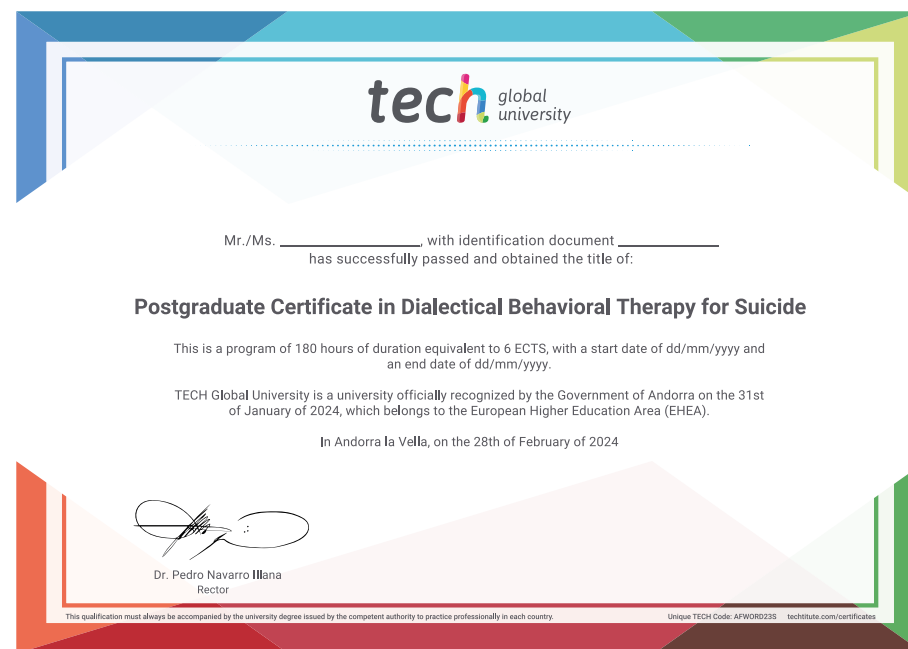 tech global university
Mr./Ms. ________________, with identification document ____________
has successfully passed and obtained the title of:
Postgraduate Certificate in Dialectical Behavioral Therapy for Suicide
This is a program of 180 hours of duration equivalent to 6 ECTS, with a start date of dd/mm/yyyy and
an end date of dd/mm/yyyy.
TECH Global University is a university officially recognized by the Government of Andorra on the 31st
of January of 2024, which belongs to the European Higher Education Area (EHEA).
In Andorra la Vella, on the 28th of February of 2024
Dr. Pedro Navarro Illana
Rector
This qualification must always be accompanied by the university degree issued by the competent authority to practice professionally in each country.
Unique TECH Code: AFWORD23S techtitute.com/certificates